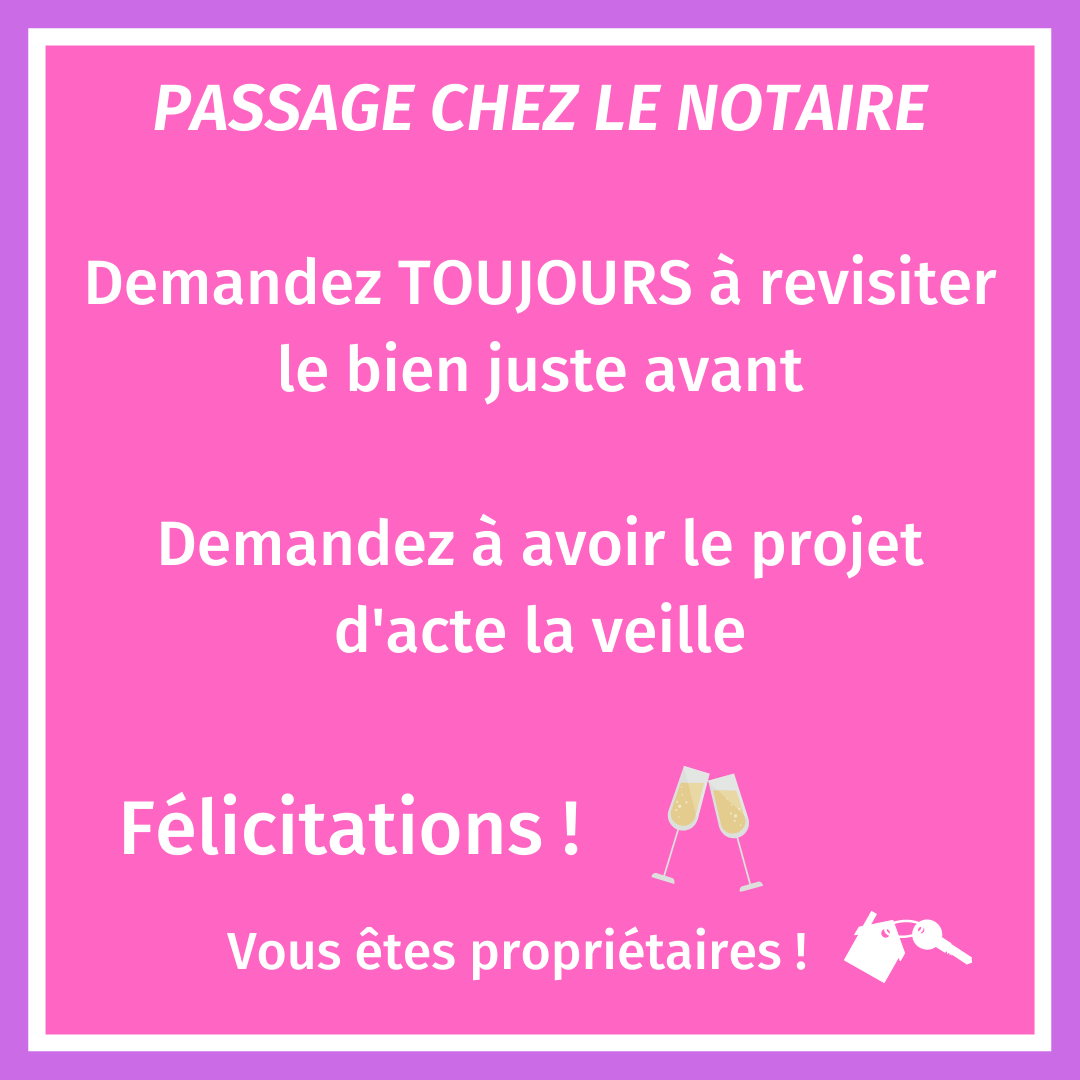 PASSAGE CHEZ LE NOTAIRE
Demandez TOUJOURS à revisiter
le bien juste avant
Demandez à avoir le projet
d'acte la veille
Félicitations !
Vous êtes propriétaires !